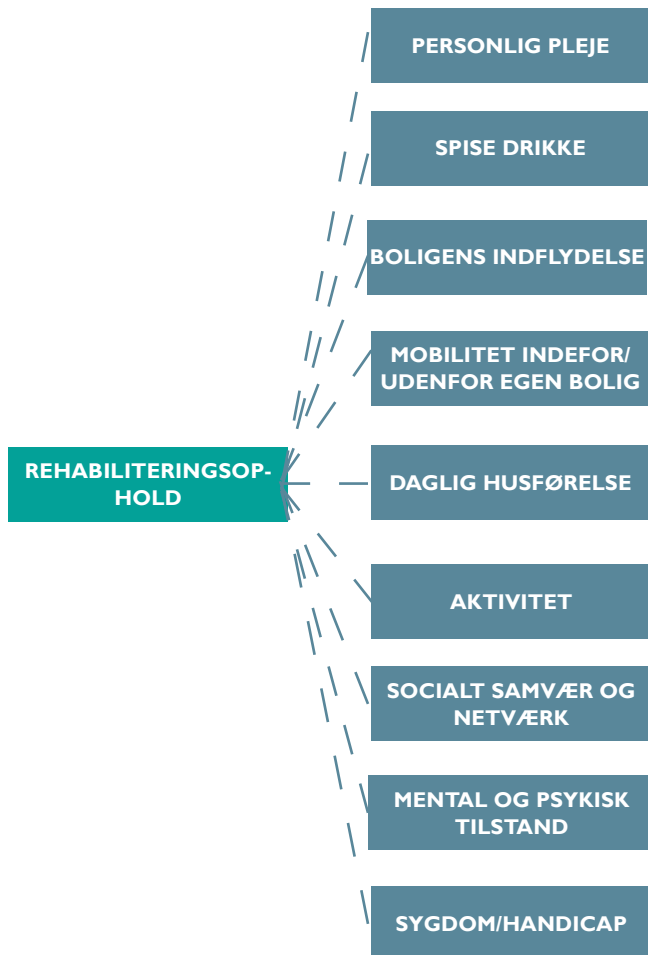 PERSONLIG PLEJE
SPISE DRIKKE
BOLIGENS INDFLYDELSE
MOBILITET INDEFOR/
UDENFOR EGEN BOLIG
REHABILITERINGSOP-
HOLD
DAGLIG HUSFØRELSE
AKTIVITET
SOCIALT SAMVÆR OG
NETVÆRK
MENTAL OG PSYKISK
TILSTAND
SYGDOM/HANDICAP